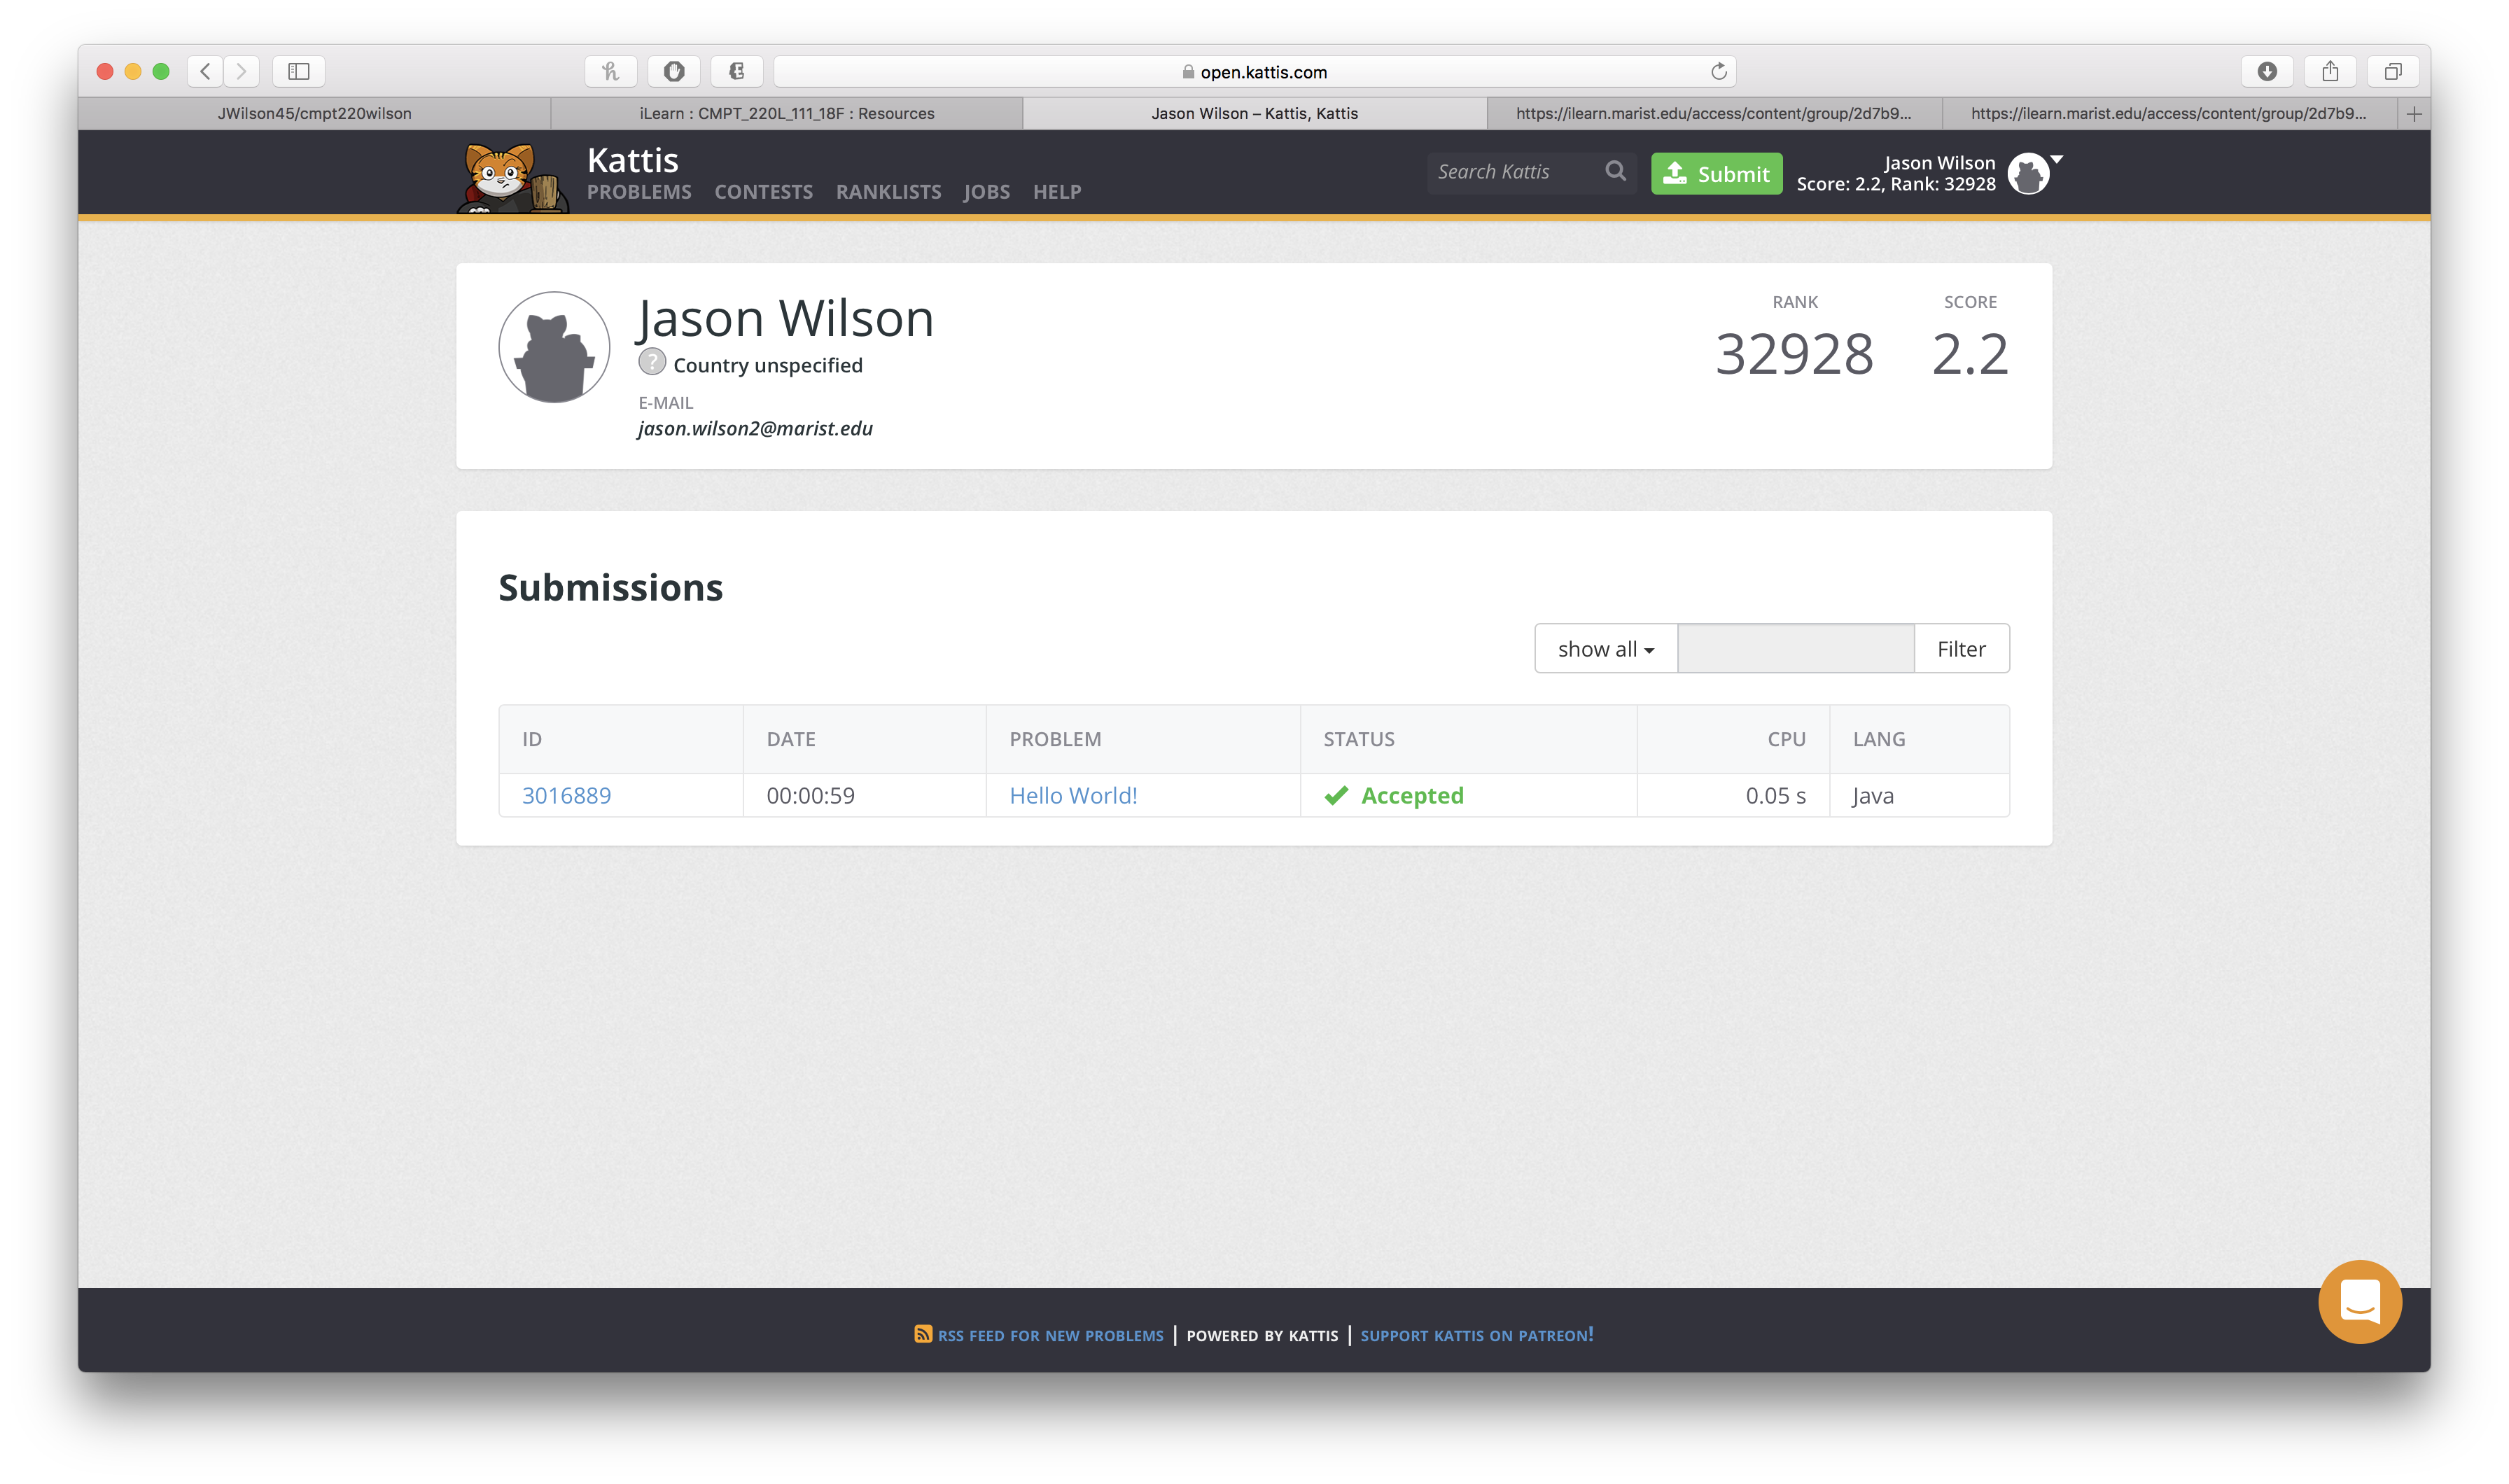 open.kattis.com
JWilson45/cmpt220wilson
iLearn : CMPT_220L_111_18F : Resources
Jason Wilson – Kattis, Kattis
https://ilearn.marist.edu/access/content/group/2d7b9...
https://ilearn.marist.edu/access/content/group/2d7b9...
Kattis
PROBLEMS CONTESTS RANKLISTS JOBS HELP
Search Kattis
Submit
Jason Wilson
Score: 2.2, Rank: 32928
Jason Wilson
? Country unspecified
E-MAIL
jason.wilson2@marist.edu
RANK
32928
SCORE
2.2
Submissions
show all
Filter
ID DATE PROBLEM STATUS CPU LANG
3016889 00:00:59 Hello World! Accepted 0.05 s Java
RSS FEED FOR NEW PROBLEMS | POWERED BY KATTIS | SUPPORT KATTIS ON PATREON!